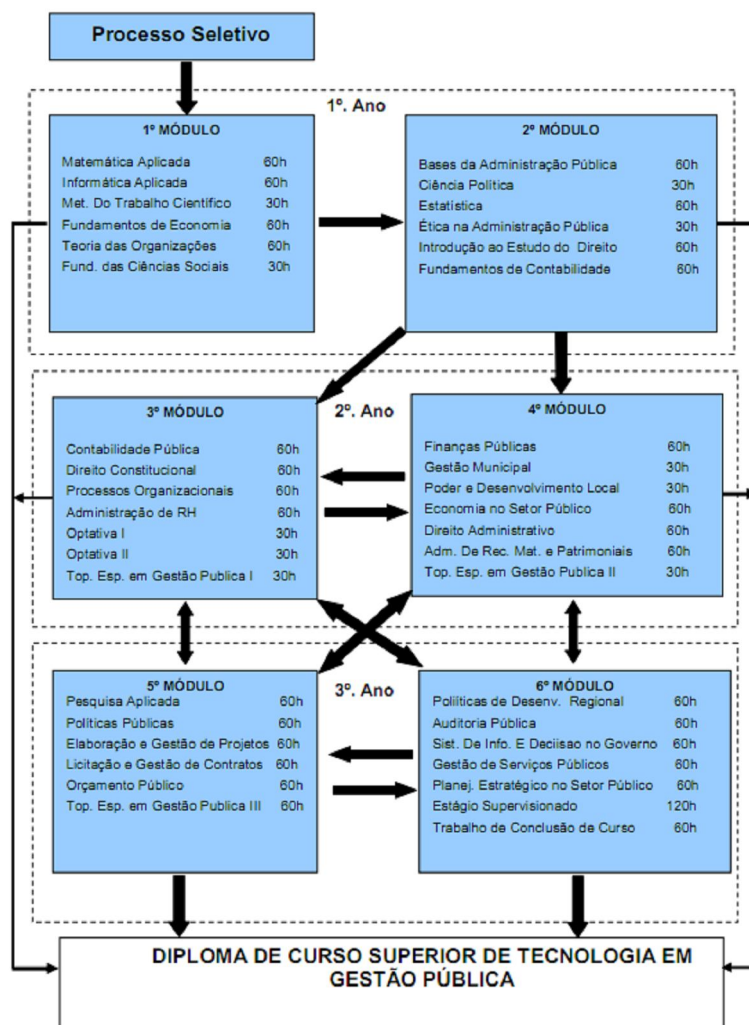 Processo Seletivo
1º. Ano
1º MÓDULO
Matemática Aplicada 60h
Informática Aplicada 60h
Met. Do Trabalho Científico 30h
Fundamentos de Economia 60h
Teoria das Organizações 60h
Fund. das Ciências Sociais 30h
2º MÓDULO
Bases da Administração Pública 60h
Ciência Política 30h
Estatística 60h
Ética na Administração Pública 30h
Introdução ao Estudo do Direito 60h
Fundamentos de Contabilidade 60h
2º. Ano
3º MÓDULO
Contabilidade Pública 60h
Direito Constitucional 60h
Processos Organizacionais 60h
Administração de RH 60h
Optativa I 30h
Optativa II 30h
Top. Esp. em Gestão Publica I 30h
4º MÓDULO
Finanças Públicas 60h
Gestão Municipal 30h
Poder e Desenvolvimento Local 30h
Economia no Setor Público 60h
Direito Administrativo 60h
Adm. De Rec. Mat. e Patrimoniais 60h
Top. Esp. em Gestão Publica II 30h
3º. Ano
5º MÓDULO
Pesquisa Aplicada 60h
Políticas Públicas 60h
Elaboração e Gestão de Projetos 60h
Licitação e Gestão de Contratos 60h
Orçamento Público 60h
Top. Esp. em Gestão Publica III 60h
6º MÓDULO
Poliíticas de Desenv. Regional 60h
Auditoria Pública 60h
Sist. De Info. E Deciisao no Governo 60h
Gestão de Serviços Públicos 60h
Planej. Estratégico no Setor Público 60h
Estágio Supervisionado 120h
Trabalho de Conclusão de Curso 60h
DIPLOMA DE CURSO SUPERIOR DE TECNOLOGIA EM
GESTÃO PÚBLICA